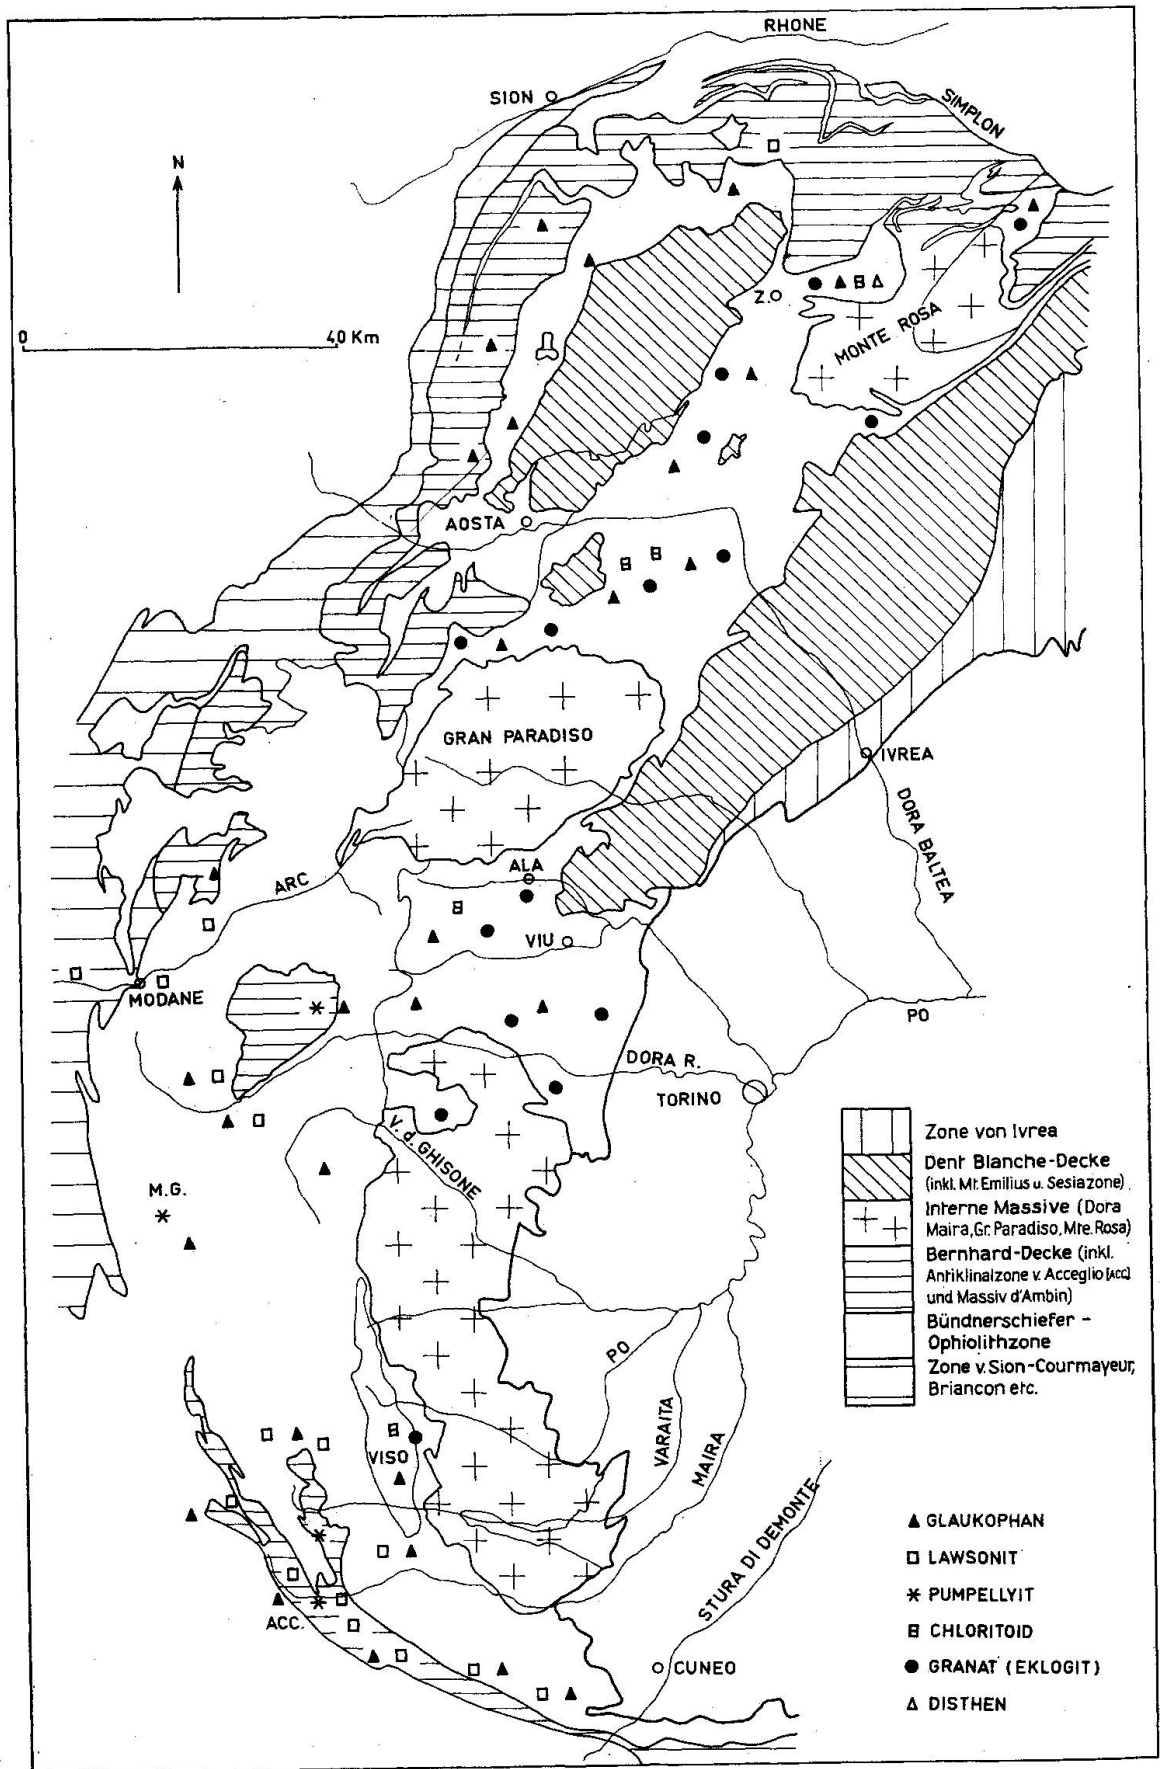 RHONE
SION
SIMPLON
N
0 40 Km
Z.
MONTE ROSA
AOSTA
GRAN PARADISO
IVREA
DORA BALTEA
ALA
ARC
VIU
MODANE
PO
DORA R.
TORINO
V. d. GHISONE
M.G.
Zone von Ivrea
Dent Blanche-Decke
(inkl. Mt. Emilius u. Sesiazone)
Interne Massive (Dora
Maira, Gr. Paradiso, Mte. Rosa)
Bernhard-Decke (inkl.
Antiklinalzone v. Acceglio [ACC]
und Massiv d'Ambin)
Bündnerschiefer -
Ophiolithzone
Zone v. Sion-Courmayeur,
Briancon etc.
PO
VARAITA
MAIRA
VISO
STURA DI DEMONTE
ACC.
CUNEO
GLAUKOPHAN
LAWSONIT
PUMPELLYIT
CHLORITOID
GRANAT (EKLOGIT)
DISTHEN